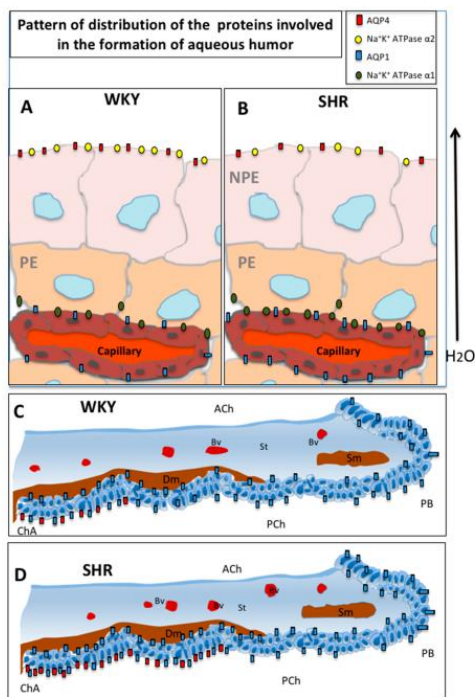 Pattern of distribution of the proteins involved
in the formation of aqueous humor
AQP4
Na⁺K⁺ ATPase α2
AQP1
Na⁺K⁺ ATPase α1
A
WKY
PE
Capillary
B
SHR
NPE
PE
Capillary
H₂O
C
WKY
ACh
Bv
St
Bv
Sm
Dm
ChA
PCh
PB
D
SHR
ACh
Bv
Bv
Bv
St
Sm
Dm
ChA
PCh
PB